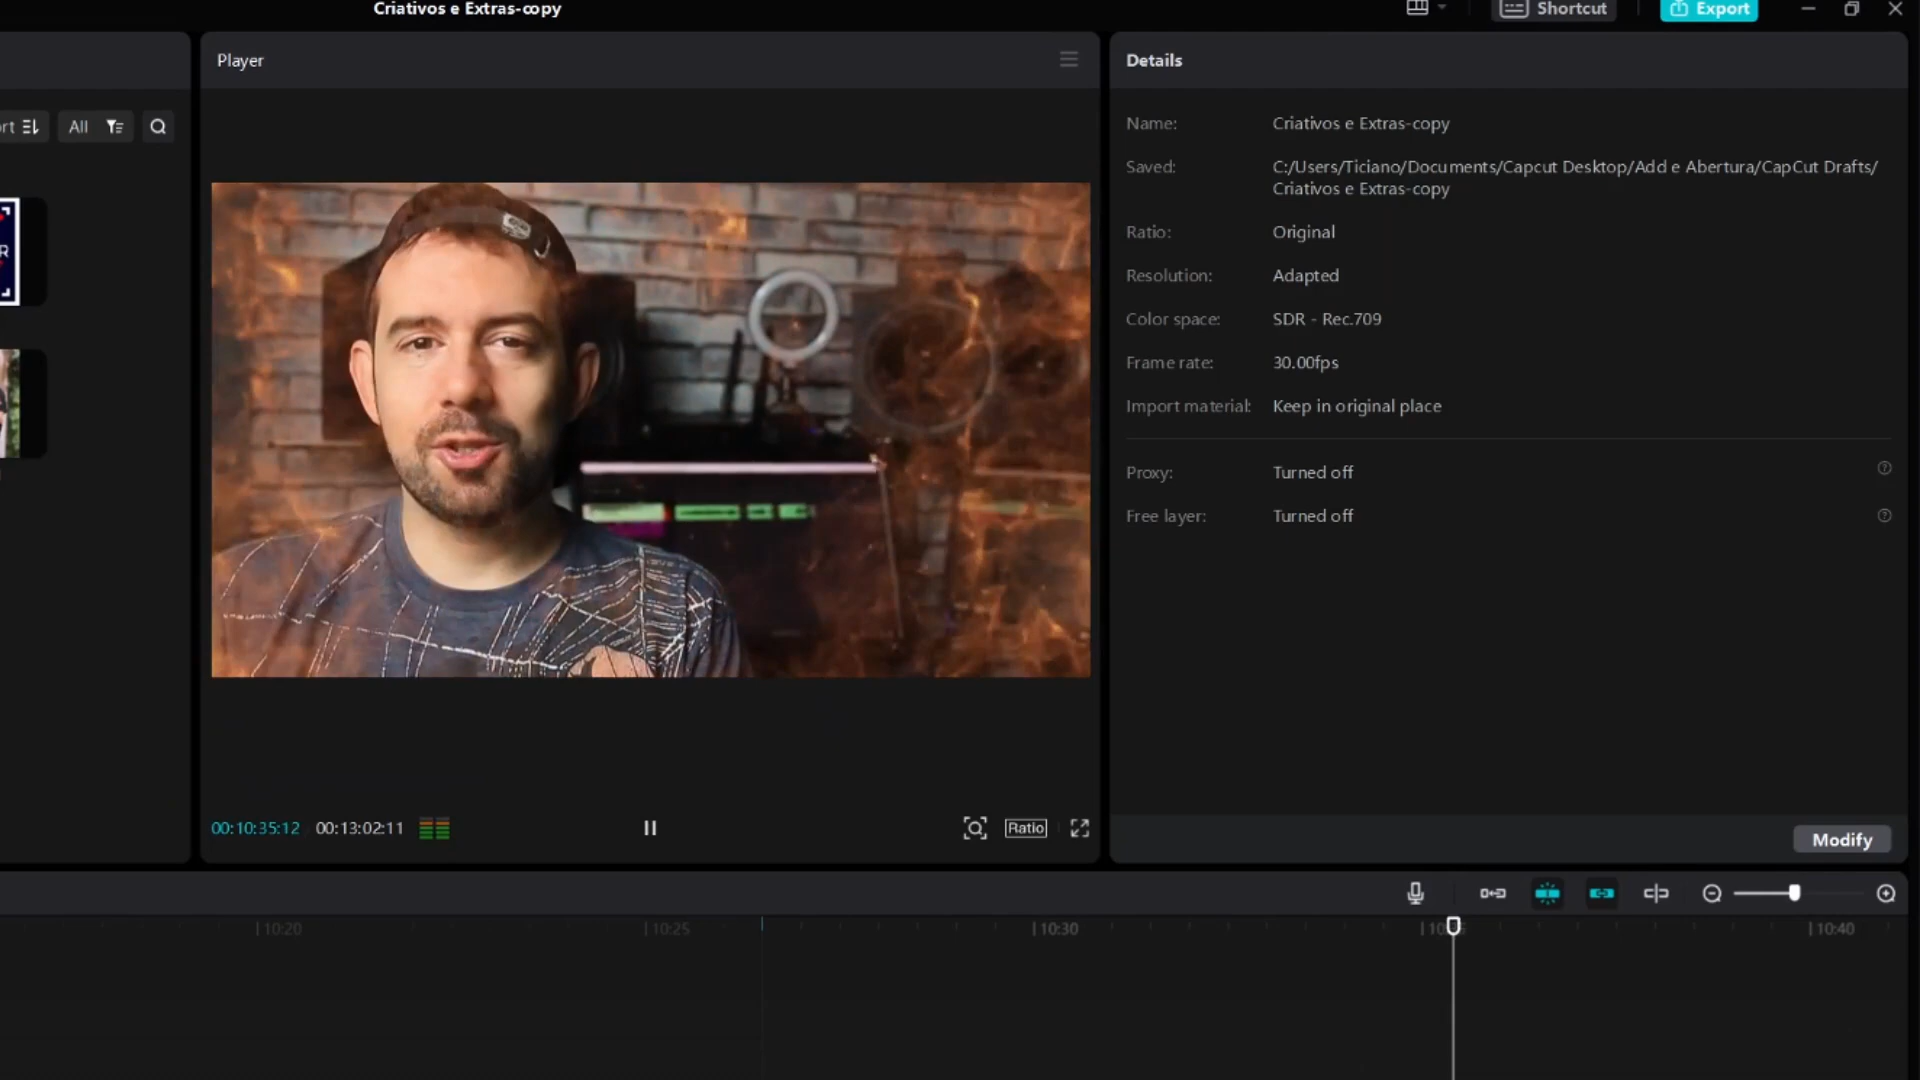 Criativos e Extras-copy
Shortcut
Export
Player
Details
rt
All
Name: Criativos e Extras-copy
Saved: C:/Users/Ticiano/Documents/Capcut Desktop/Add e Abertura/CapCut Drafts/
Criativos e Extras-copy
Ratio: Original
Resolution: Adapted
Color space: SDR - Rec.709
Frame rate: 30.00fps
Import material: Keep in original place
Proxy: Turned off
Free layer: Turned off
R
00:10:35:12 00:13:02:11
Ratio
Modify
10:20 10:25 10:30 10:40